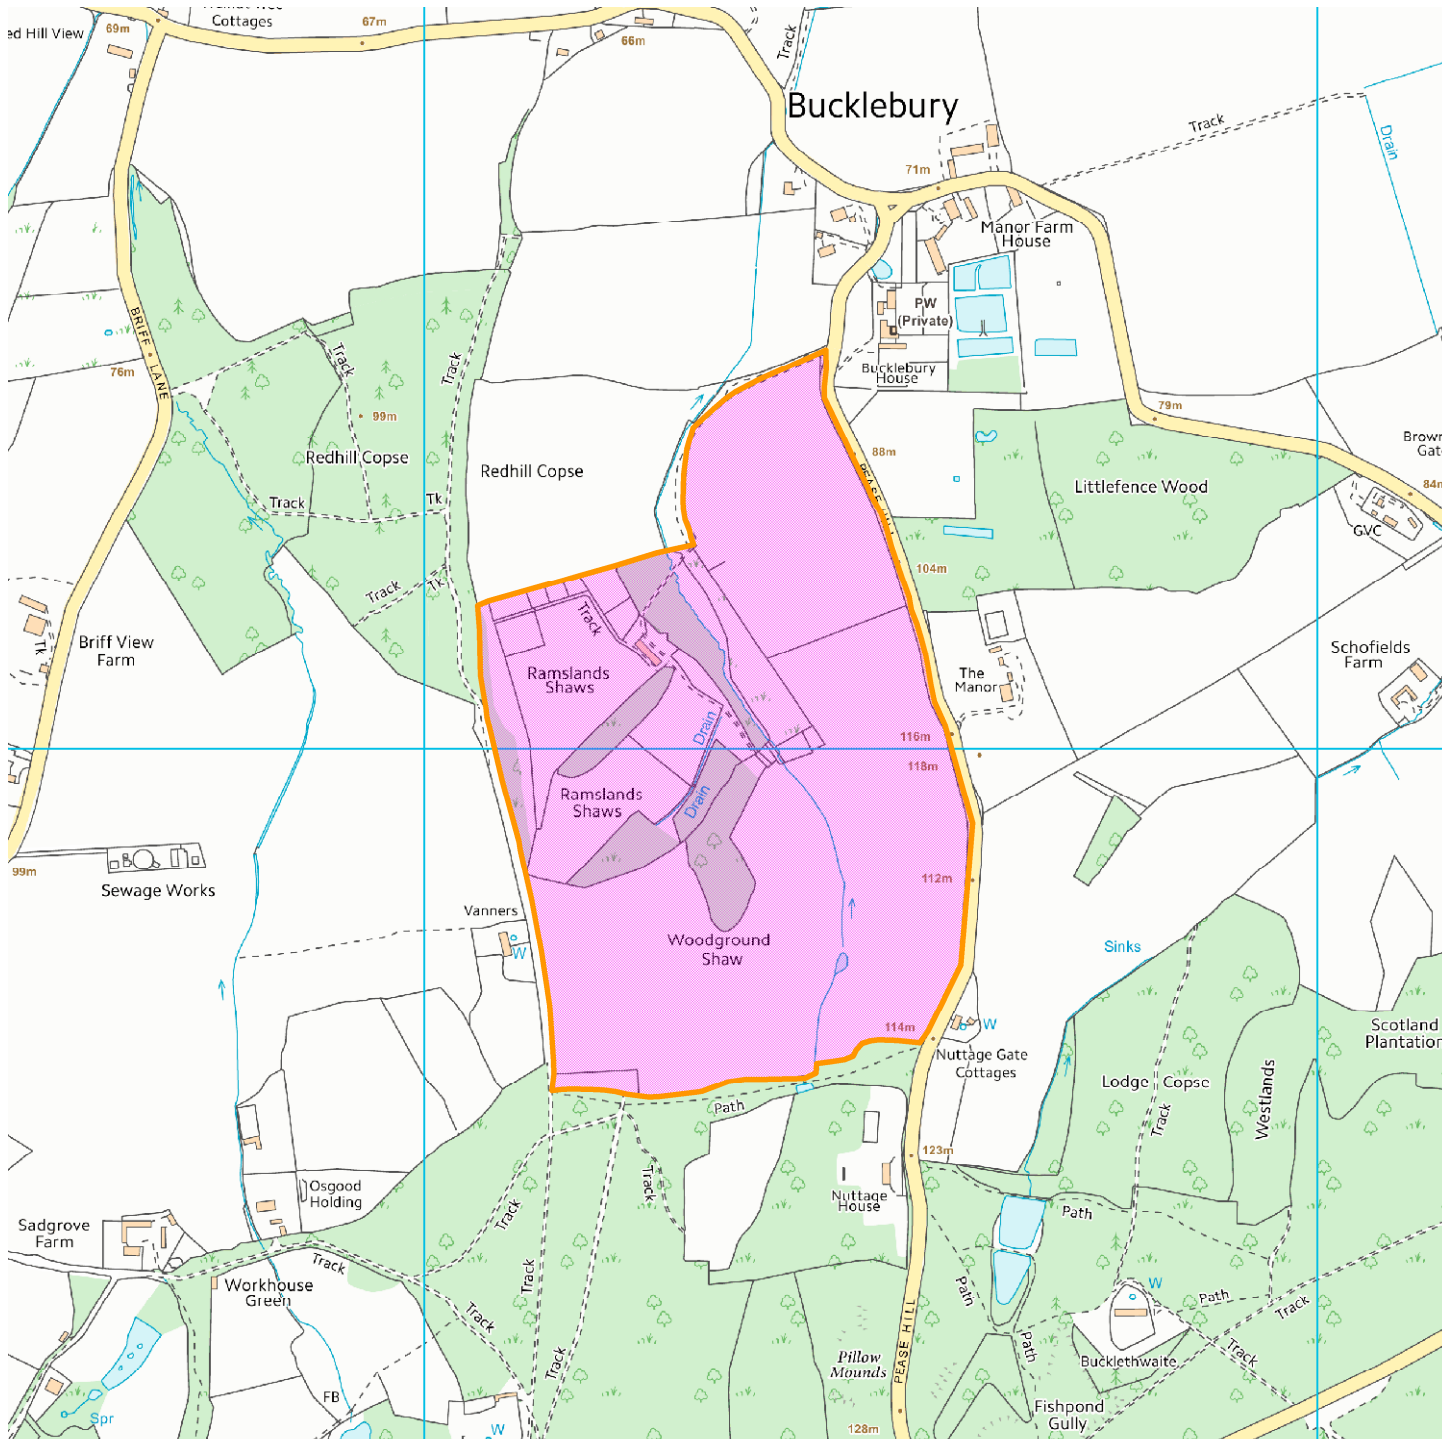 Cottages
67m
69m
ed Hill View
66m
Track
Bucklebury
Track
Drain
71m
Manor Farm
House
PW
(Private)
BRIFF LANE
Track
Track
76m
Bucklebury
House
99m
79m
Redhill Copse
Redhill Copse
88m
Brown
Gat
Littlefence Wood
84m
Track
Tk
GVC
104m
Track
Tk
Track
Tk
Briff View
Farm
Ramslands
Shaws
The
Manor
Schofields
Farm
Drain
116m
118m
Ramslands
Shaws
Drain
99m
Sewage Works
112m
Vanners
W
Woodground
Shaw
Sinks
114m
W
Nuttage Gate
Cottages
Scotland
Plantation
Lodge Copse
Westlands
Path
Track
123m
Track
Osgood
Holding
Nuttage
House
Track
Path
Sadgrove
Farm
Track
Workhouse
Green
Track
Track
Path
W
Path
Track
PEASE HILL
Track
Path
Track
Pillow
Mounds
Bucklethwaite
FB
Spr
W
128m
Fishpond
Gully